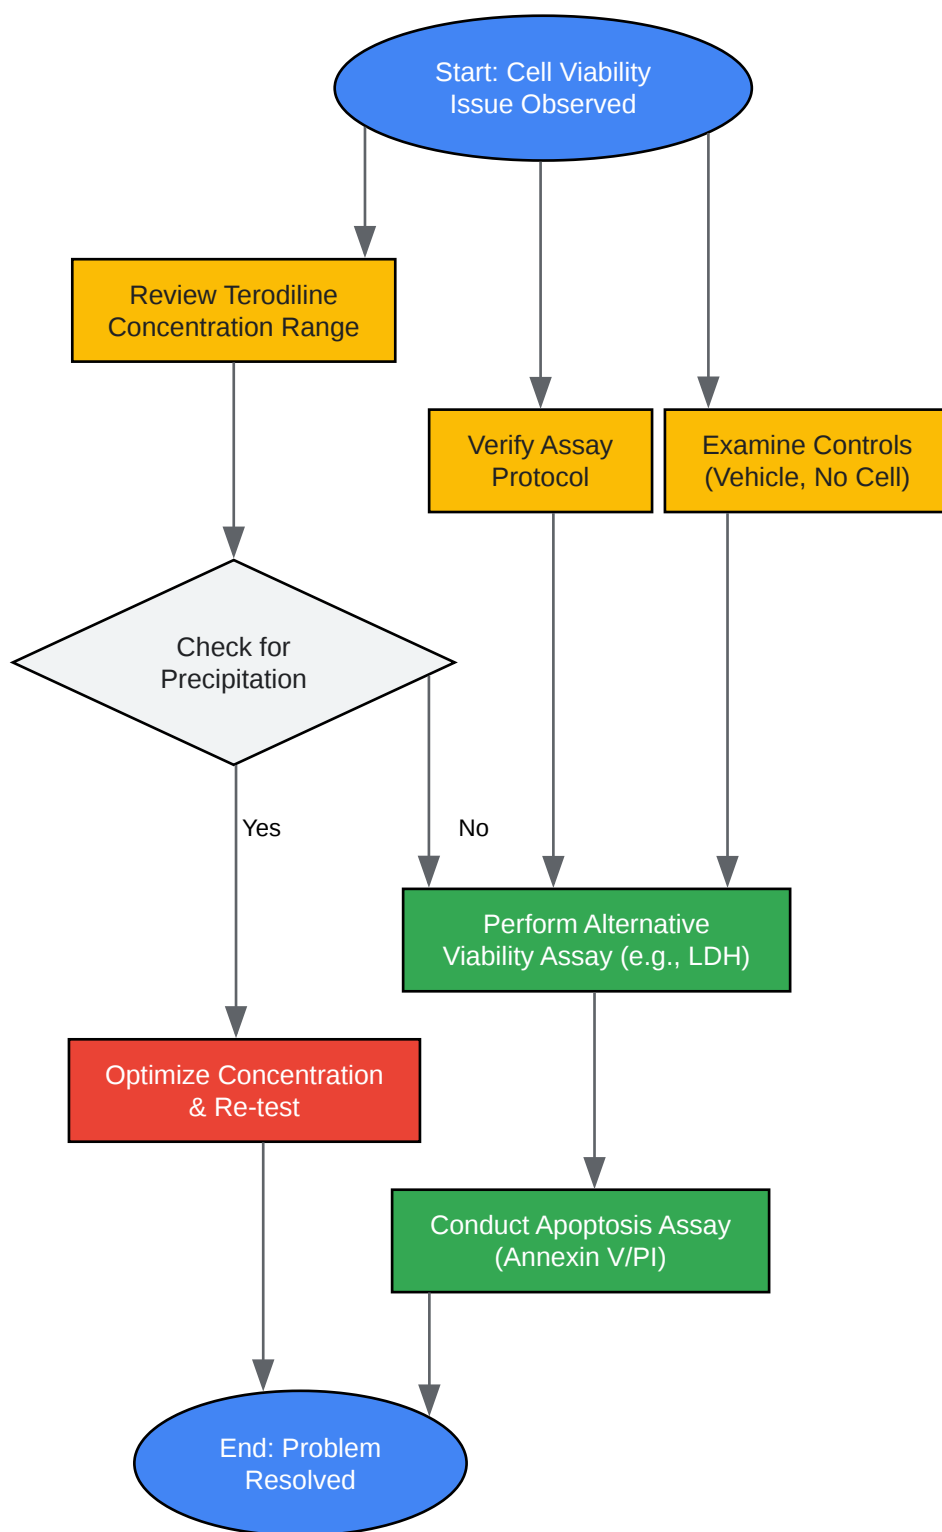 Start: Cell Viability
Issue Observed
Review Terodiline
Concentration Range
Verify Assay
Protocol
Examine Controls
(Vehicle, No Cell)
Check for
Precipitation
Yes
No
Perform Alternative
Viability Assay (e.g., LDH)
Optimize Concentration
& Re-test
Conduct Apoptosis Assay
(Annexin V/PI)
End: Problem
Resolved